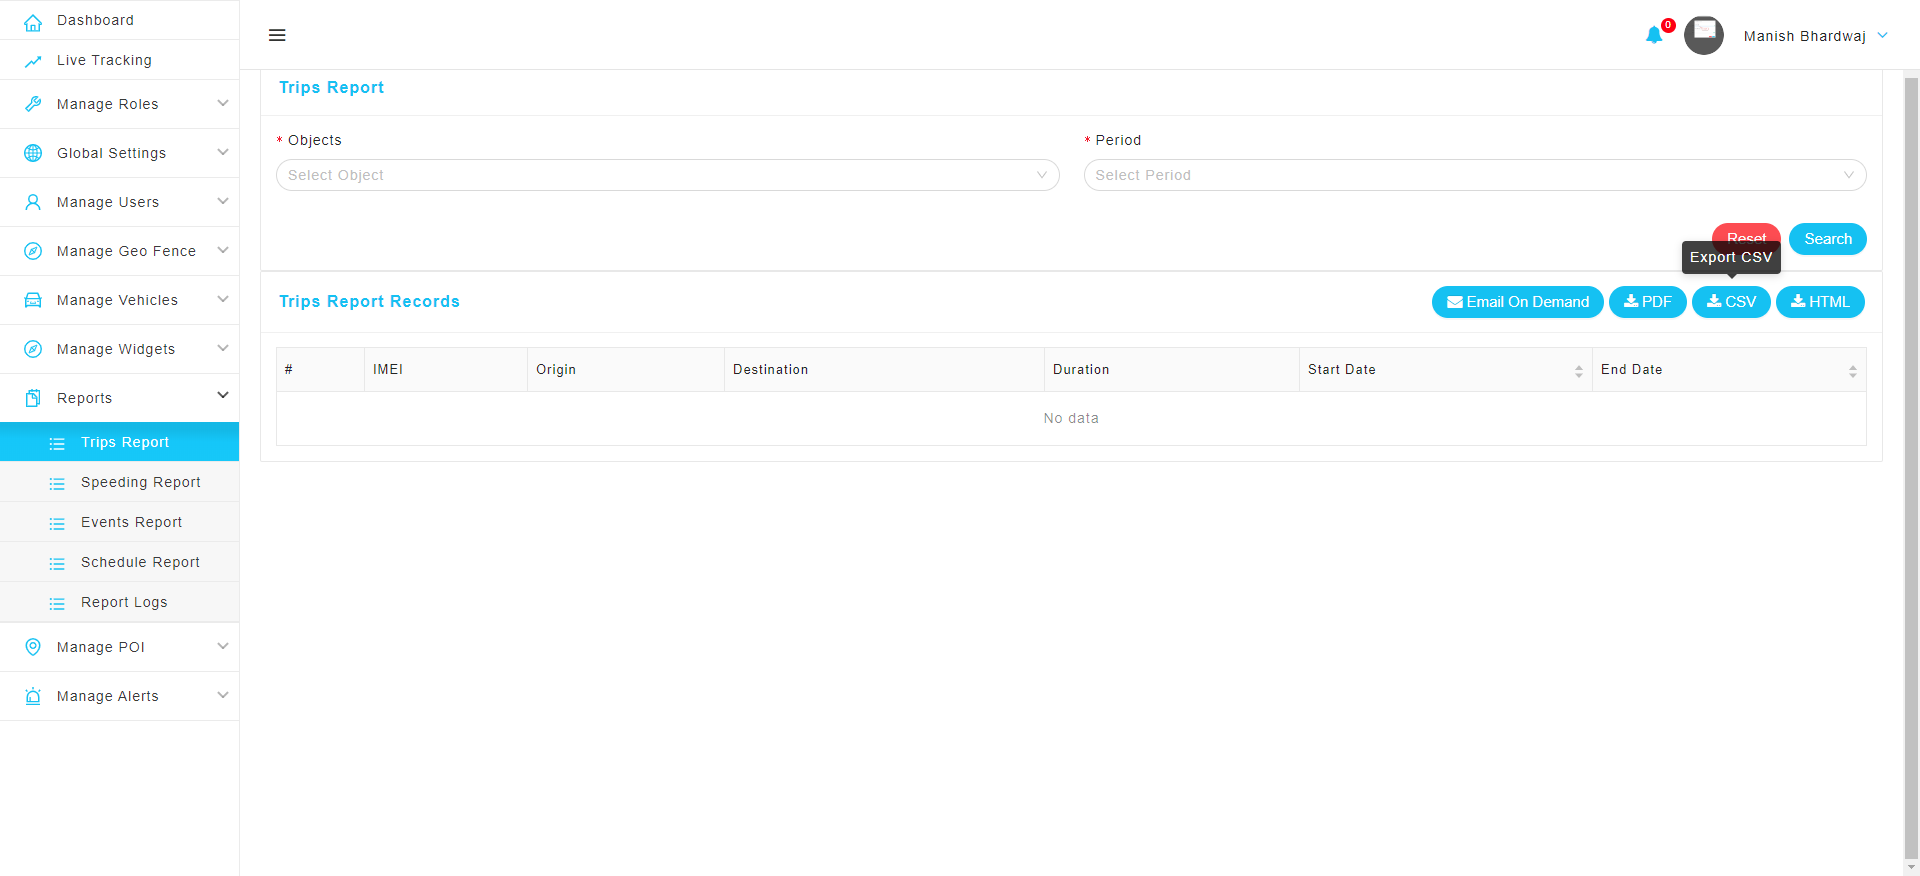 Dashboard
Live Tracking
Manage Roles
Global Settings
Manage Users
Manage Geo Fence
Manage Vehicles
Manage Widgets
Reports
Trips Report
Speeding Report
Events Report
Schedule Report
Report Logs
Manage POI
Manage Alerts
0
Manish Bhardwaj
Trips Report
* Objects
Select Object
* Period
Select Period
Reset
Search
Export CSV
Trips Report Records
Email On Demand
PDF
CSV
HTML
# IMEI Origin Destination Duration Start Date End Date
No data